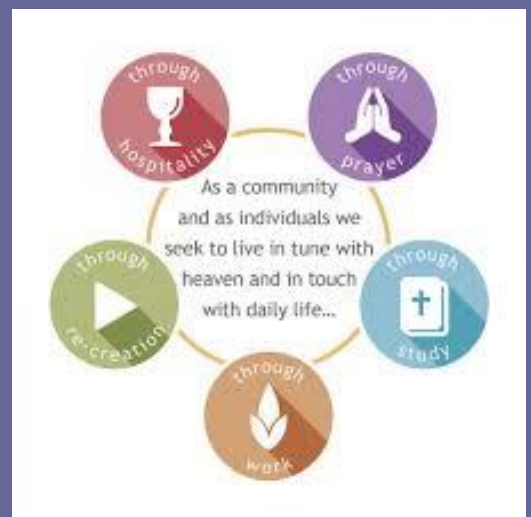 through
hospitality
through
prayer
As a community
and as individuals we
seek to live in tune with
heaven and in touch
with daily life...
through
re-creation
through
study
through
work